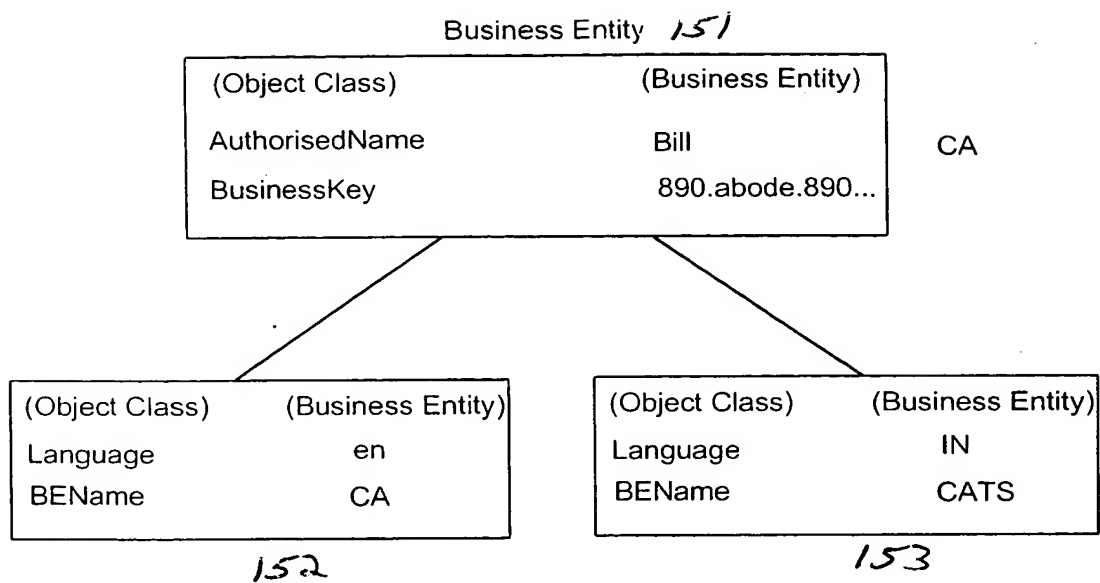 Business Entity 151
(Object Class) (Business Entity)
AuthorisedName Bill
CA
BusinessKey 890.abode.890...
(Object Class) (Business Entity)
Language en
BEName CA
152
(Object Class) (Business Entity)
Language IN
BEName CATS
153